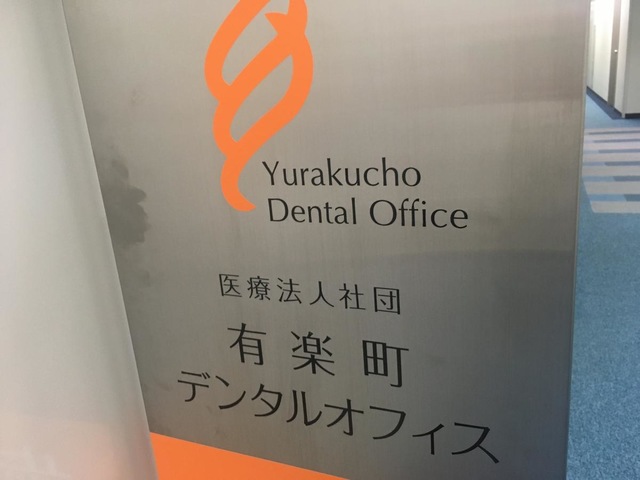 Yurakucho
Dental Office
医療法人社団
有楽町
デンタルオフィス